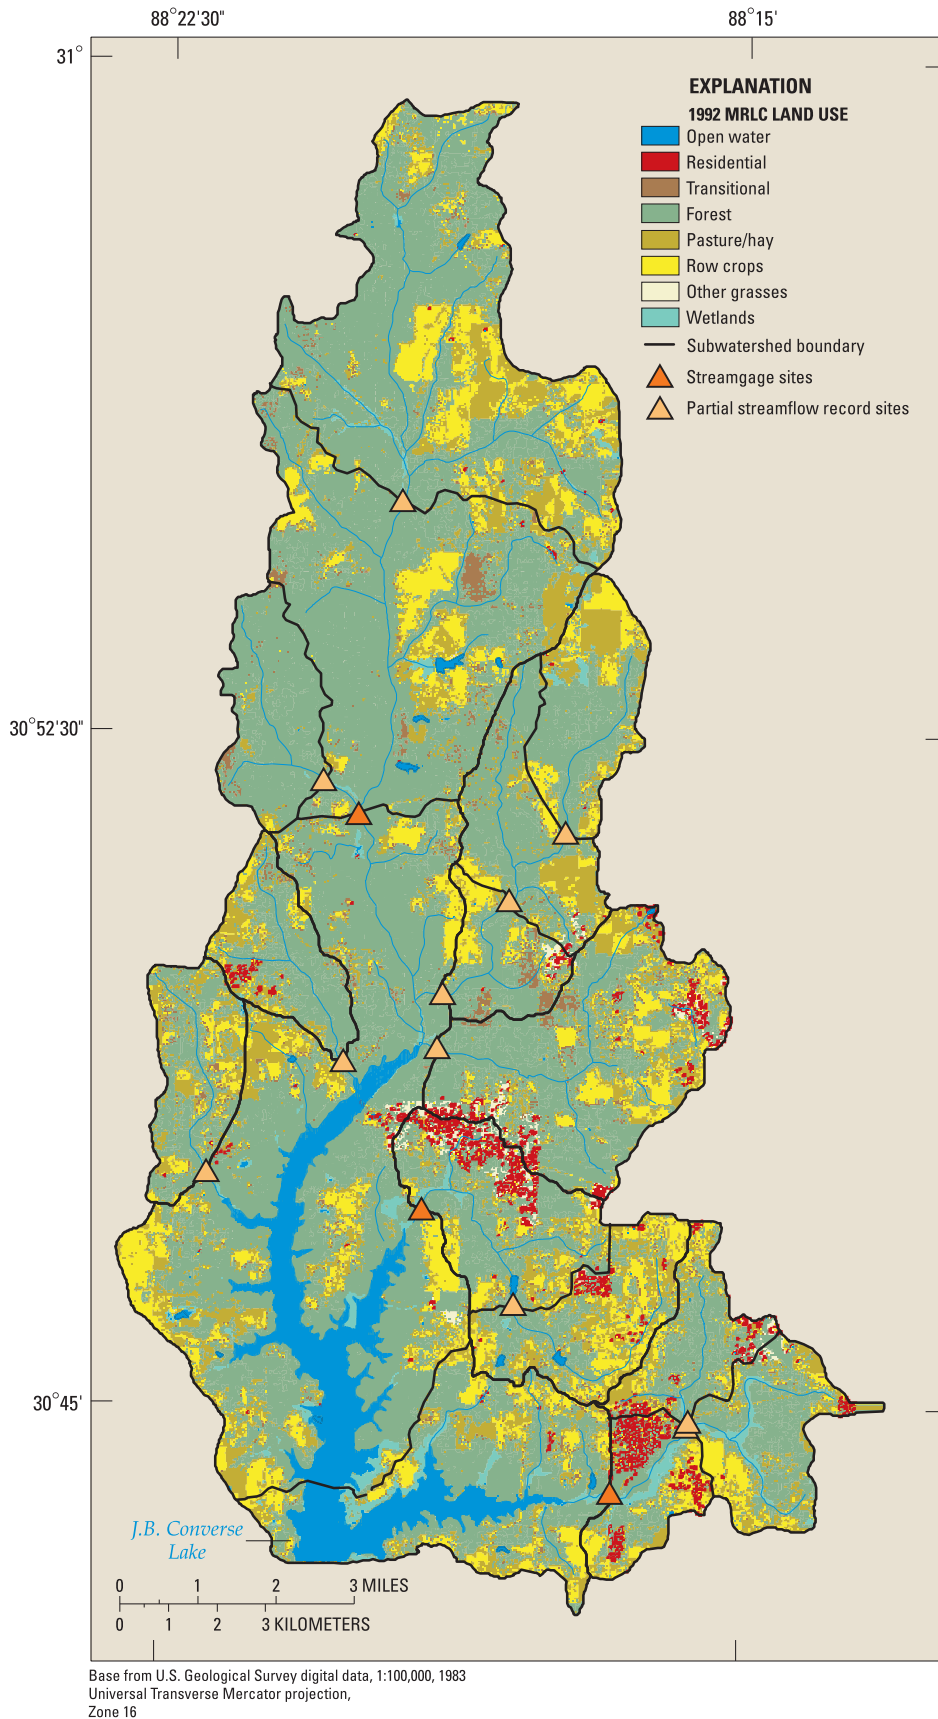 88°22'30"
88°15'
31°
EXPLANATION
1992 MRLC LAND USE
Open water
Residential
Transitional
Forest
Pasture/hay
Row crops
Other grasses
Wetlands
Subwatershed boundary
Streamgage sites
Partial streamflow record sites
30°52'30"
30°45'
J.B. Converse
Lake
0 1 2 3 MILES
0 1 2 3 KILOMETERS
Base from U.S. Geological Survey digital data, 1:100,000, 1983
Universal Transverse Mercator projection,
Zone 16